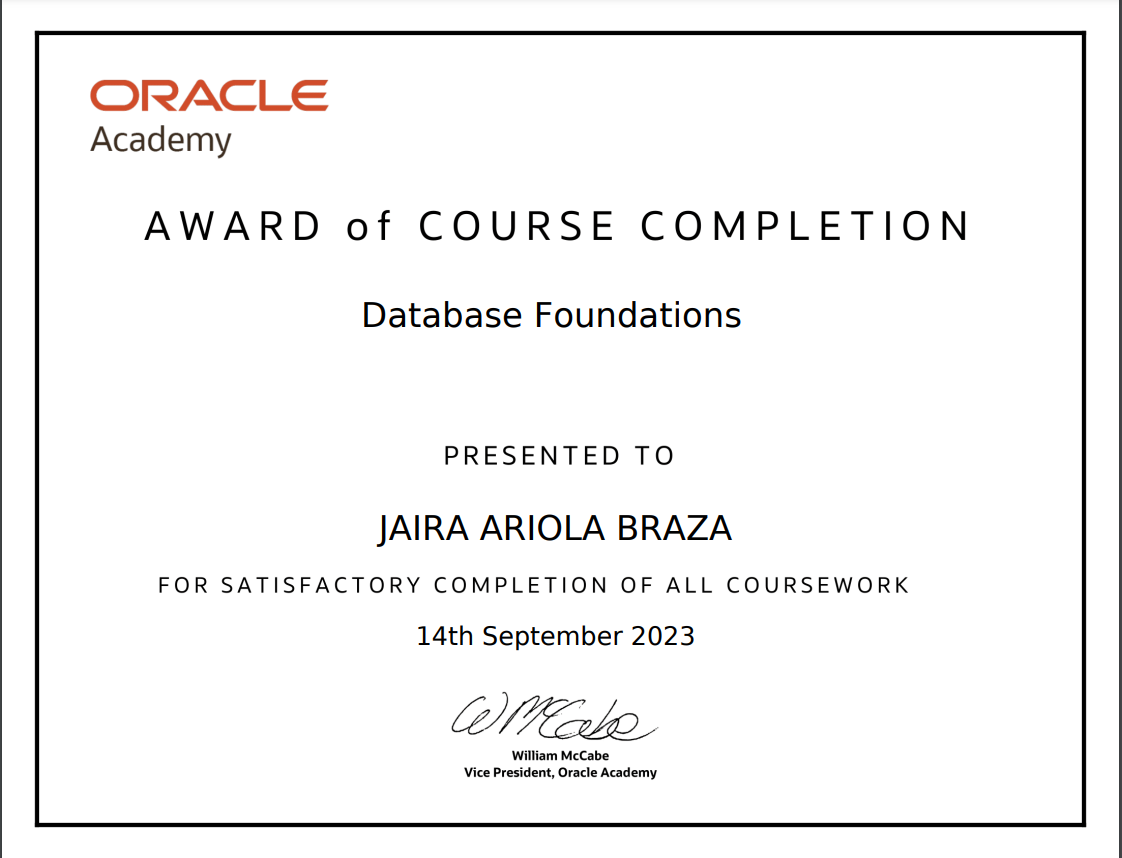 ORACLE
Academy
AWARD of COURSE COMPLETION
Database Foundations
PRESENTED TO
JAIRA ARIOLA BRAZA
FOR SATISFACTORY COMPLETION OF ALL COURSEWORK
14th September 2023
W McCabe
William McCabe
Vice President, Oracle Academy